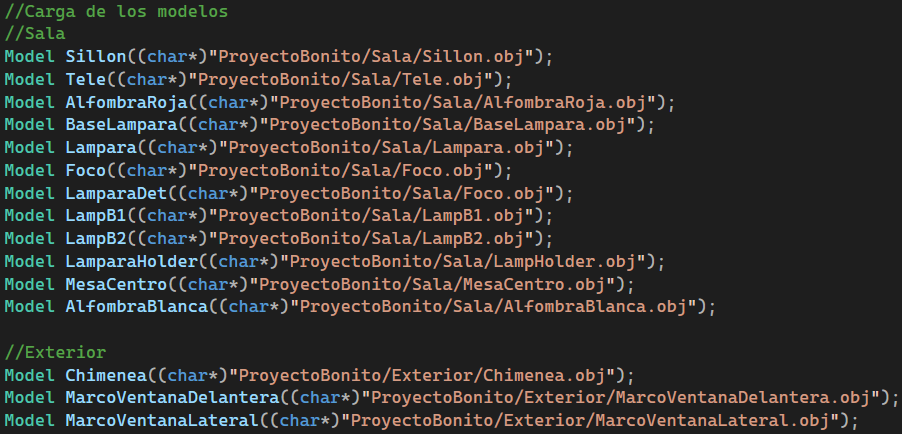 //Carga de los modelos
//Sala
Model Sillon((char*)"ProyectoBonito/Sala/Sillon.obj");
Model Tele((char*)"ProyectoBonito/Sala/Tele.obj");
Model AlfombraRoja((char*)"ProyectoBonito/Sala/AlfombraRoja.obj");
Model BaseLampara((char*)"ProyectoBonito/Sala/BaseLampara.obj");
Model Lampara((char*)"ProyectoBonito/Sala/Lampara.obj");
Model Foco((char*)"ProyectoBonito/Sala/Foco.obj");
Model LamparaDet((char*)"ProyectoBonito/Sala/Foco.obj");
Model LampB1((char*)"ProyectoBonito/Sala/LampB1.obj");
Model LampB2((char*)"ProyectoBonito/Sala/LampB2.obj");
Model LamparaHolder((char*)"ProyectoBonito/Sala/LampHolder.obj");
Model MesaCentro((char*)"ProyectoBonito/Sala/MesaCentro.obj");
Model AlfombraBlanca((char*)"ProyectoBonito/Sala/AlfombraBlanca.obj");

//Exterior
Model Chimenea((char*)"ProyectoBonito/Exterior/Chimenea.obj");
Model MarcoVentanaDelantera((char*)"ProyectoBonito/Exterior/MarcoVentanaDelantera.obj);
Model MarcoVentanaLateral((char*)"ProyectoBonito/Exterior/MarcoVentanaLateral.obj");